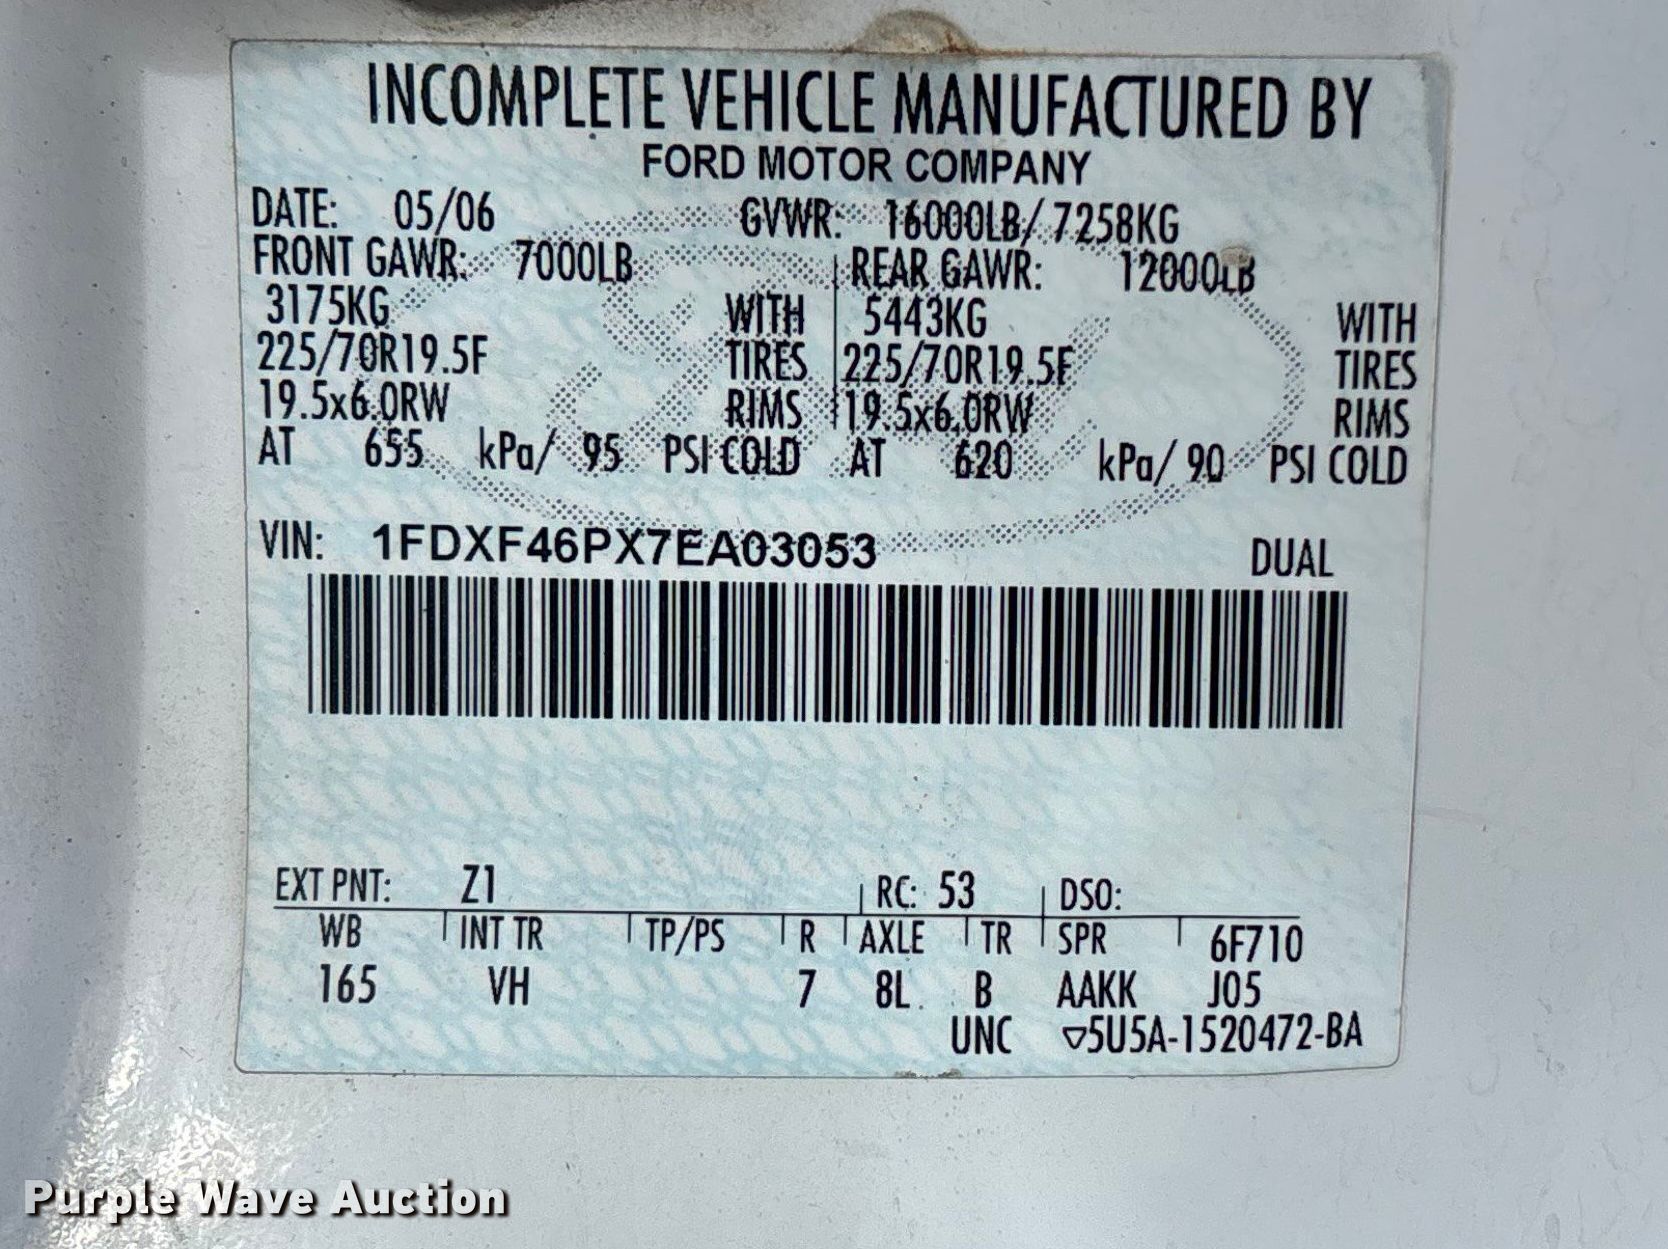 INCOMPLETE VEHICLE MANUFACTURED BY
FORD MOTOR COMPANY
DATE: 05/06 GVWR: 16000LB/ 7258KG
FRONT GAWR: 7000LB REAR GAWR: 12000LB
3175KG WITH 5443KG WITH
225/70R19.5F TIRES 225/70R19.5F TIRES
19.5x6.0RW RIMS 19.5x6.0RW RIMS
AT 655 kPa/ 95 PSI COLD AT 620 kPa/ 90 PSI COLD
VIN: 1FDXF46PX7EA03053 DUAL
EXT PNT: Z1 RC: 53 DSO:
WB INT TR TP/PS R AXLE TR SPR 6F710
165 VH 7 8L B AAKK J05
UNC ▽5U5A-1520472-BA
Purple Wave Auction